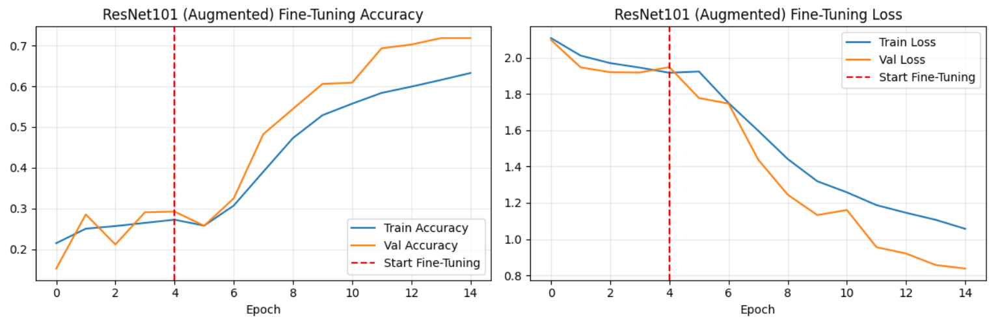 ResNet101 (Augmented) Fine-Tuning Accuracy
0.7
0.6
0.5
0.4
0.3
0.2
0
2
4
6
8
10
12
14
Epoch
Train Accuracy
Val Accuracy
Start Fine-Tuning
ResNet101 (Augmented) Fine-Tuning Loss
2.0
1.8
1.6
1.4
1.2
1.0
0.8
0
2
4
6
8
10
12
14
Epoch
Train Loss
Val Loss
Start Fine-Tuning